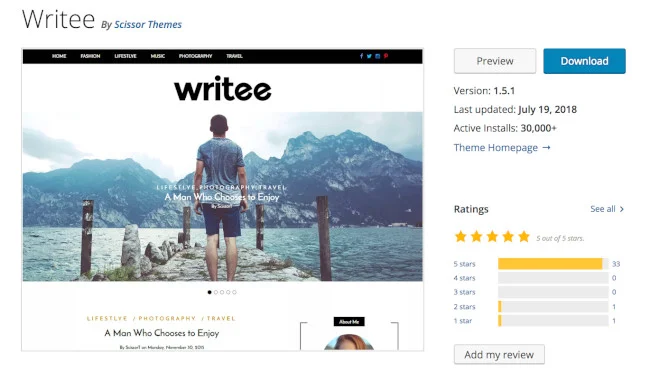 Writee By Scissor Themes
HOME FASHION LIFESTLYE MUSIC PHOTOGRAPHY TRAVEL
writee
LIFESTLYE PHOTOGRAPHY TRAVEL
A Man Who Chooses to Enjoy
By ScissorT
LIFESTLYE / PHOTOGRAPHY / TRAVEL
A Man Who Chooses to Enjoy
By ScissorT on Monday, November 10, 2015
About Me
Preview
Download
Version: 1.5.1
Last updated: July 19, 2018
Active Installs: 30,000+
Theme Homepage →
Ratings
See all >
5 out of 5 stars.
5 stars 33
4 stars 0
3 stars 0
2 stars 1
1 star 1
Add my review